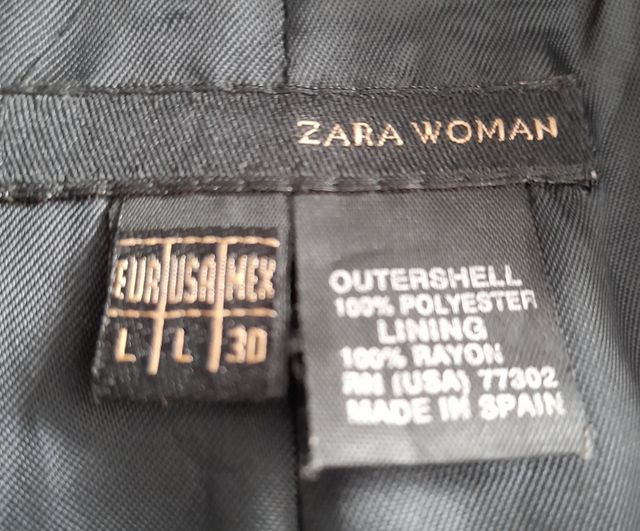 ZARA WOMAN
EUR USA MEX
L L 30
OUTERSHELL
100% POLYESTER
LINING
100% RAYON
RN (USA) 77302
MADE IN SPAIN